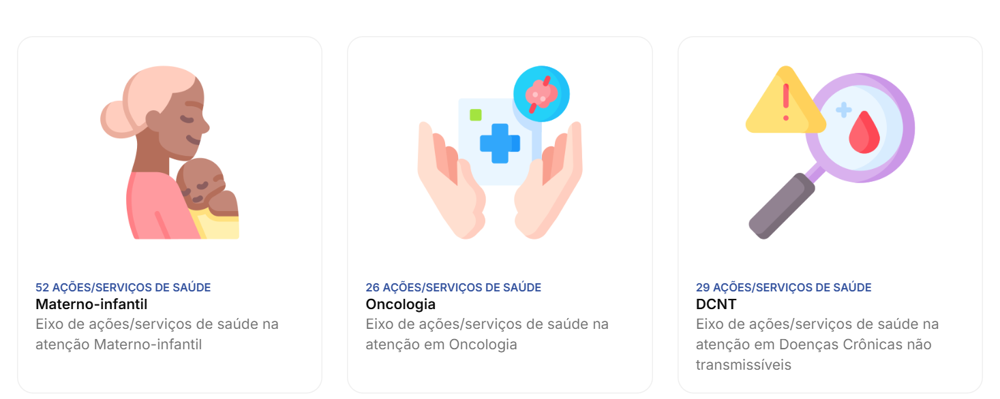 52 AÇÕES/SERVIÇOS DE SAÚDE
Materno-infantil
Eixo de ações/serviços de saúde na
atenção Materno-infantil
26 AÇÕES/SERVIÇOS DE SAÚDE
Oncologia
Eixo de ações/serviços de saúde na
atenção em Oncologia
29 AÇÕES/SERVIÇOS DE SAÚDE
DCNT
Eixo de ações/serviços de saúde na
atenção em Doenças Crônicas não
transmissíveis